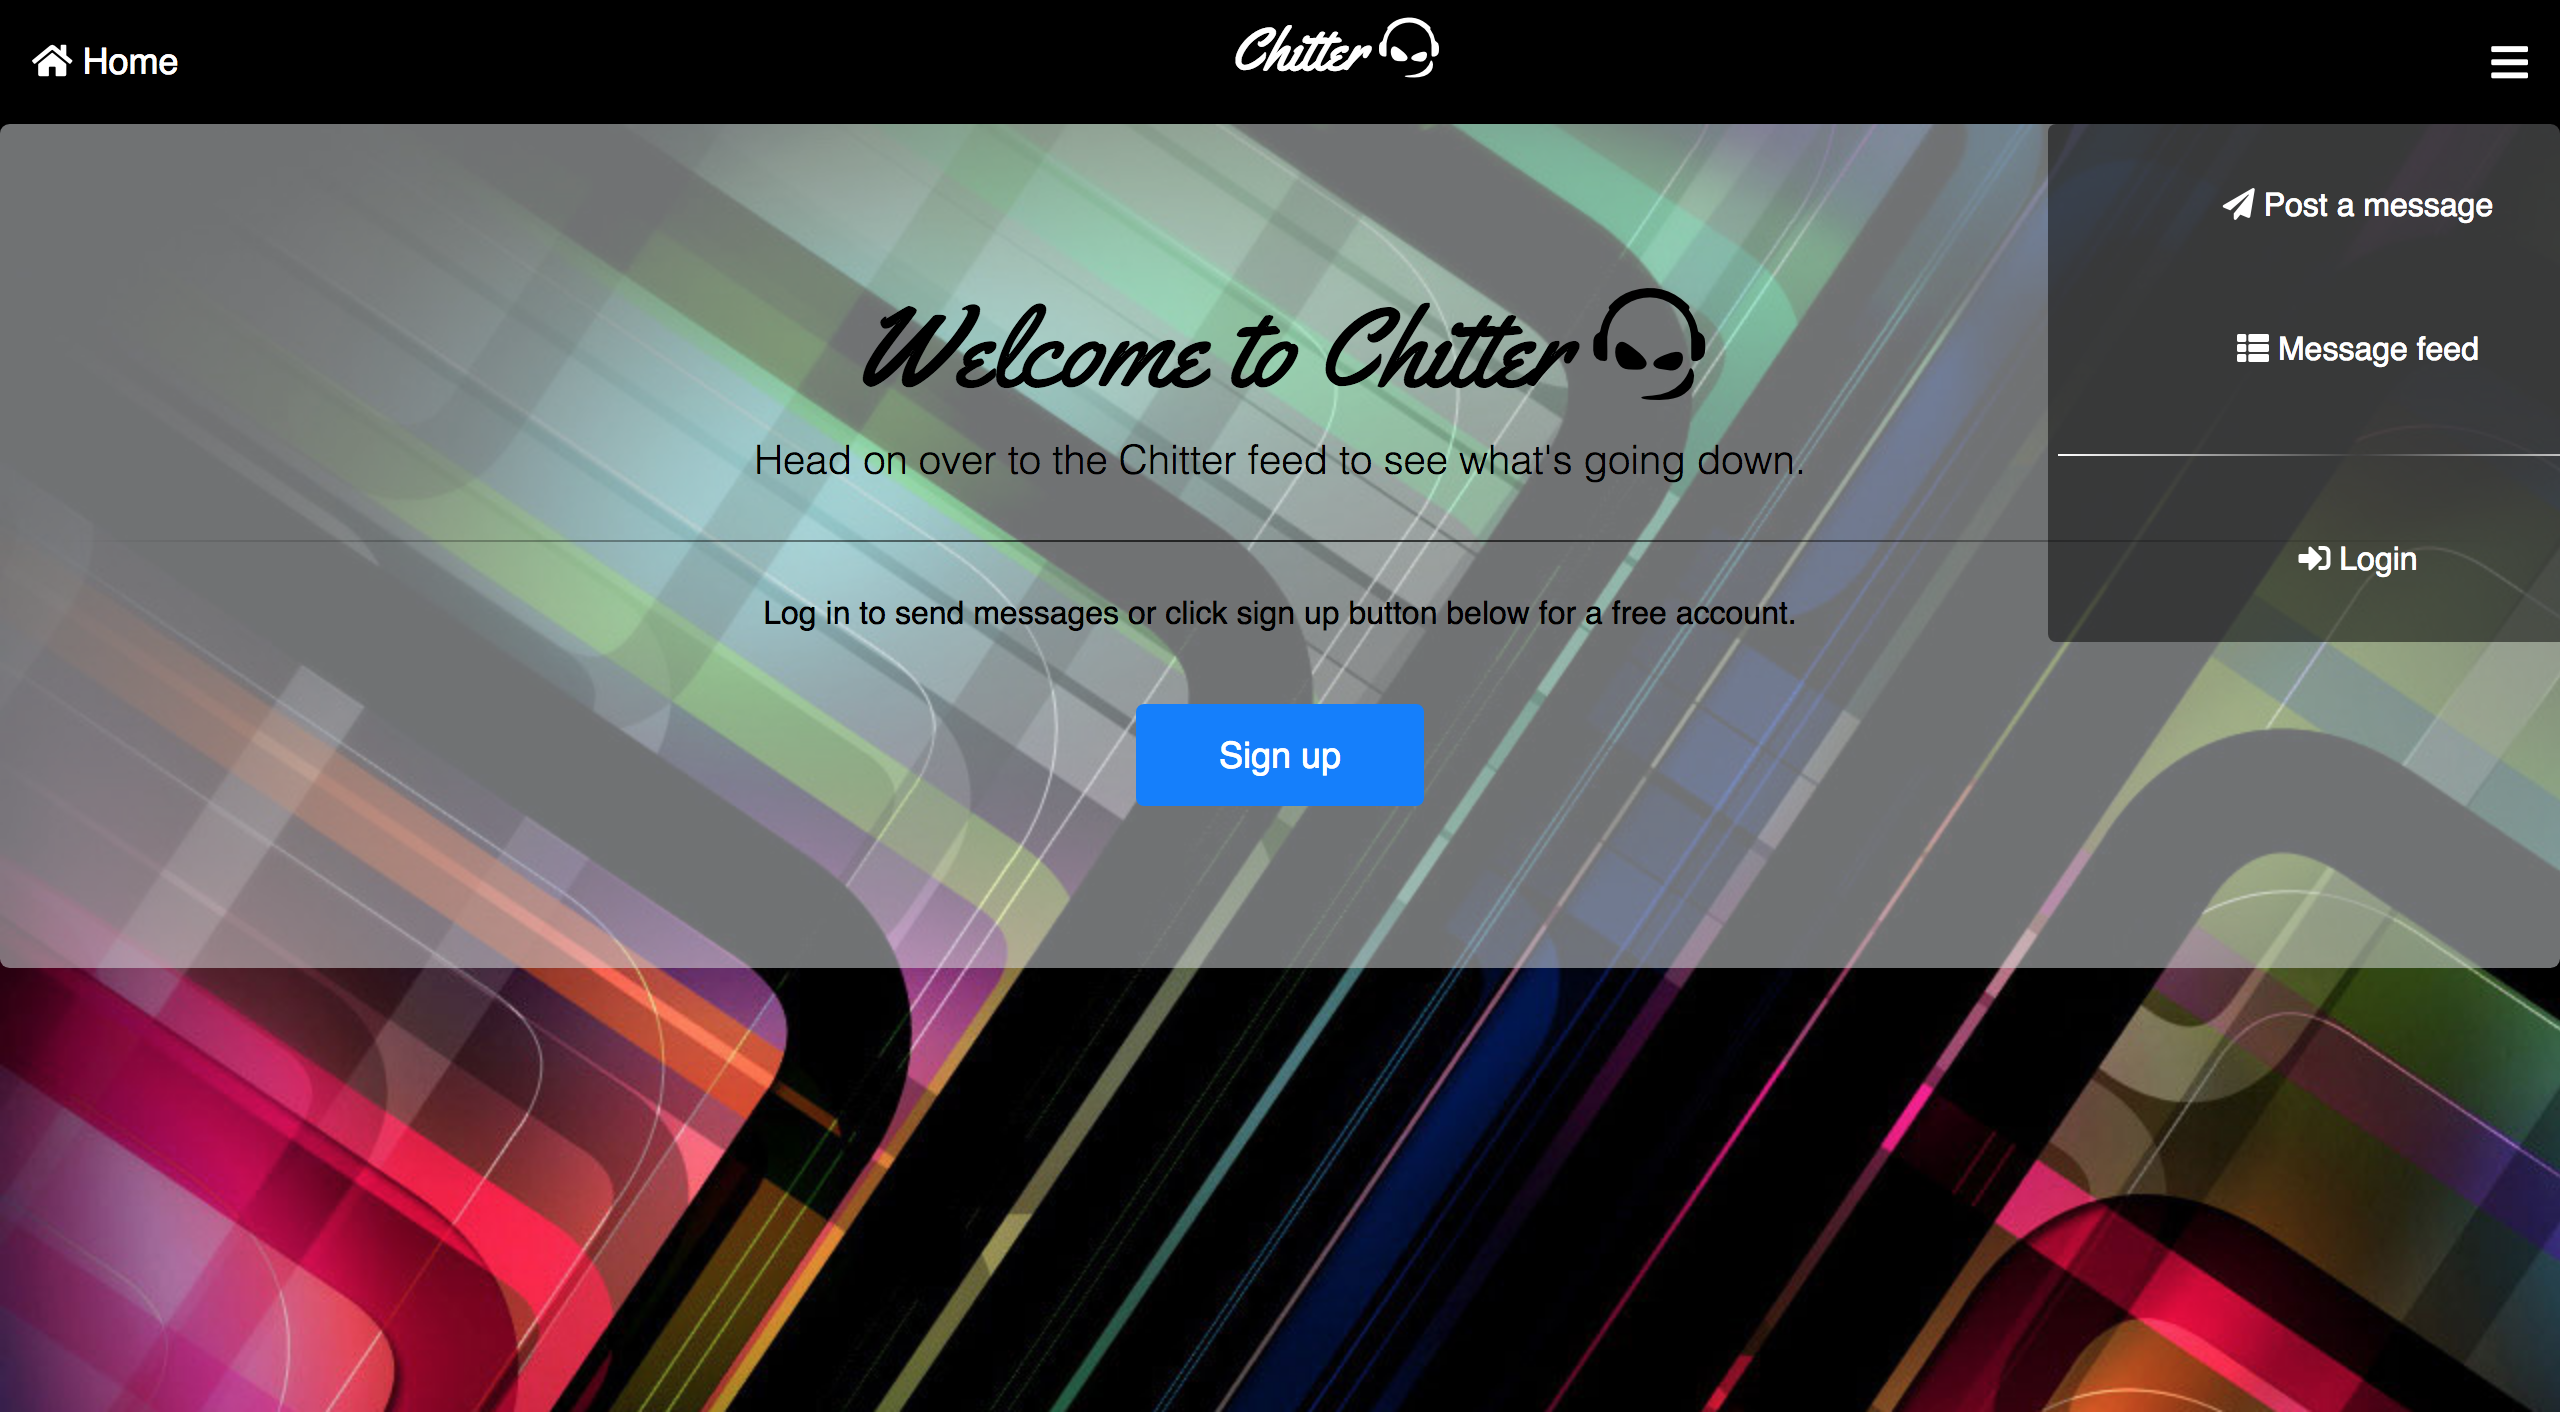 Home
Chitter
Post a message
Message feed
Login
Welcome to Chitter
Head on over to the Chitter feed to see what's going down.
Log in to send messages or click sign up button below for a free account.
Sign up